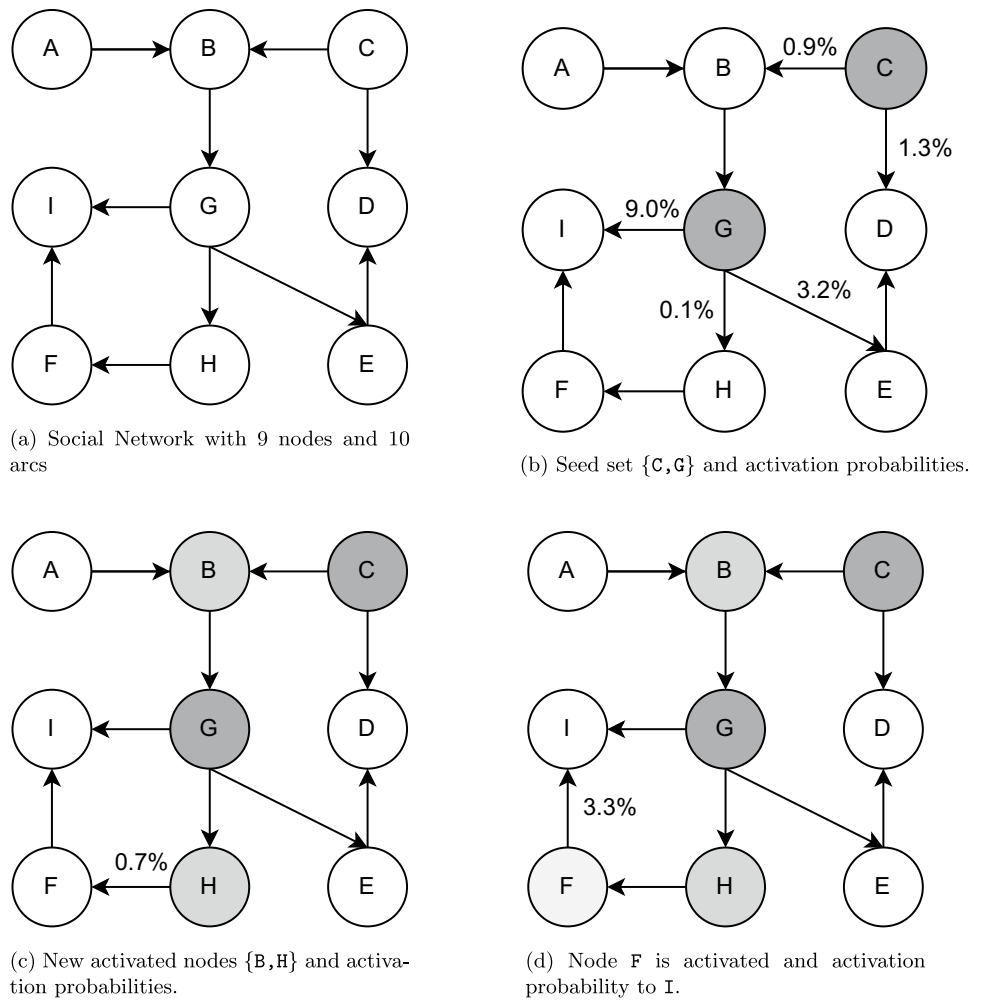 A B C
I G D
F H E
(a) Social Network with 9 nodes and 10
arcs
A B 0.9% C
1.3%
I 9.0% G D
0.1% 3.2%
F H E
(b) Seed set {C,G} and activation probabilities.
A B C
I G D
0.7%
F H E
(c) New activated nodes {B,H} and activa-
tion probabilities.
A B C
I G D
3.3%
F H E
(d) Node F is activated and activation
probability to I.